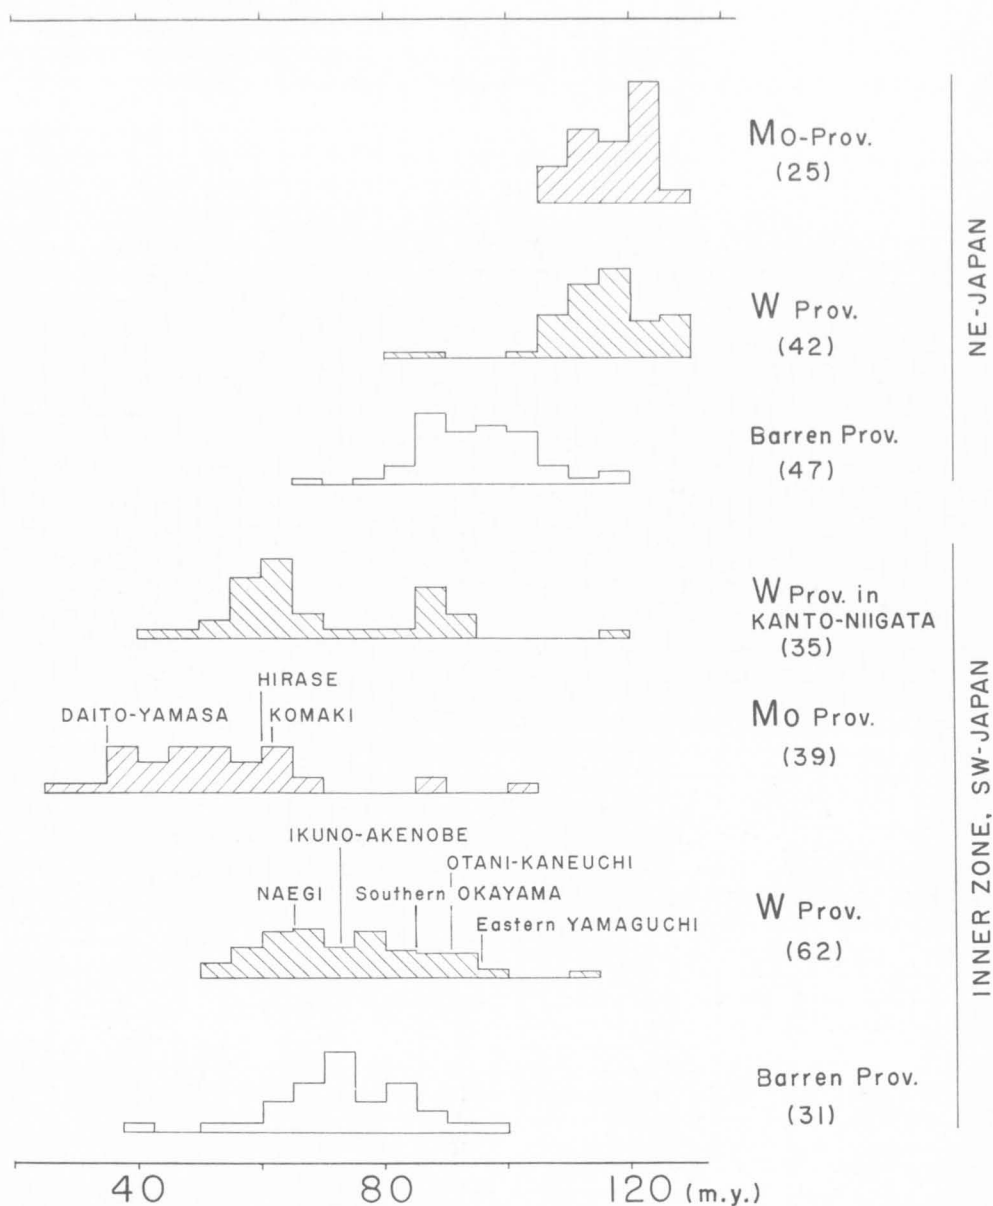 Mo-Prov.
(25)
W Prov.
(42)
Barren Prov.
(47)
NE-JAPAN
W Prov. in
KANTO-NIIGATA
(35)
HIRASE
DAITO-YAMASA
KOMAKI
Mo Prov.
(39)
IKUNO-AKENOBE
OTANI-KANEUCHI
NAEGI
Southern OKAYAMA
Eastern YAMAGUCHI
W Prov.
(62)
Barren Prov.
(31)
INNER ZONE, SW-JAPAN
40 80 120 (m.y.)